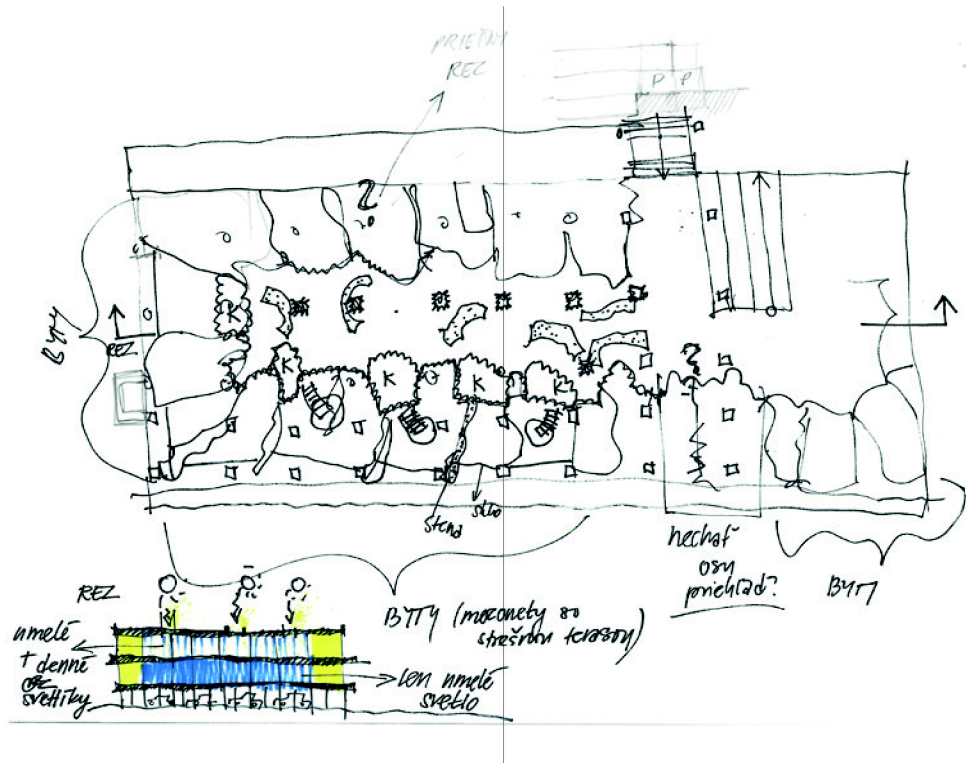 PRIEČNY
REZ
P P
BYTY
REZ
K
K
K
K
K
stena
sklo
nechať
osy
priehľad?
BYTY
BYTY (mezonety so
strešnou terasou)
REZ
umelé
+ denné
cez
svetlíky
len umelé
svetlo